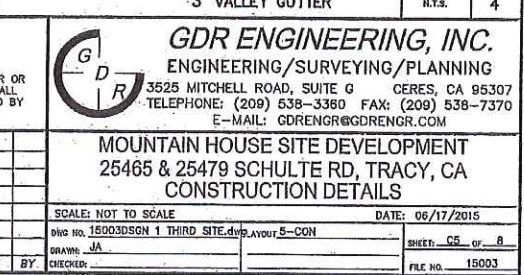 3' VALLEY GUTTER
N.T.S. 4
R OR
ALL
D BY
G
D
R
GDR ENGINEERING, INC.
ENGINEERING/SURVEYING/PLANNING
3525 MITCHELL ROAD, SUITE G CERES, CA 95307
TELEPHONE: (209) 538-3360 FAX: (209) 538-7370
E-MAIL: GDRENGR@GDRENGR.COM
MOUNTAIN HOUSE SITE DEVELOPMENT
25465 & 25479 SCHULTE RD, TRACY, CA
CONSTRUCTION DETAILS
SCALE: NOT TO SCALE DATE: 06/17/2015
DWG NO. 15003DSGN 1 THIRD SITE.dwg LAYOUT 5-CON
DRAWN: JA
SHEET: C5 OF 8
BY CHECKED:
FILE NO. 15003